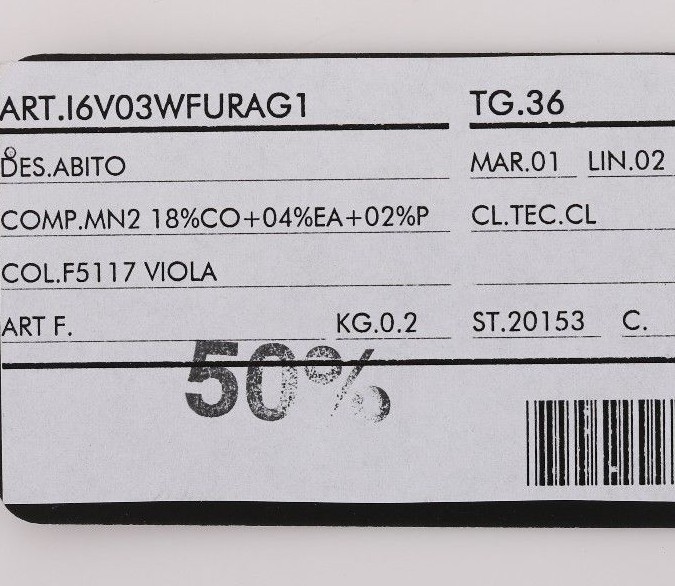 ART.I6V03WFURAG1 TG.36
DES.ABITO MAR.01 LIN.02
COMP.MN2 18%CO+04%EA+02%P CL.TEC.CL
COL.F5117 VIOLA
ART F. KG.0.2 ST.20153 C.
50%